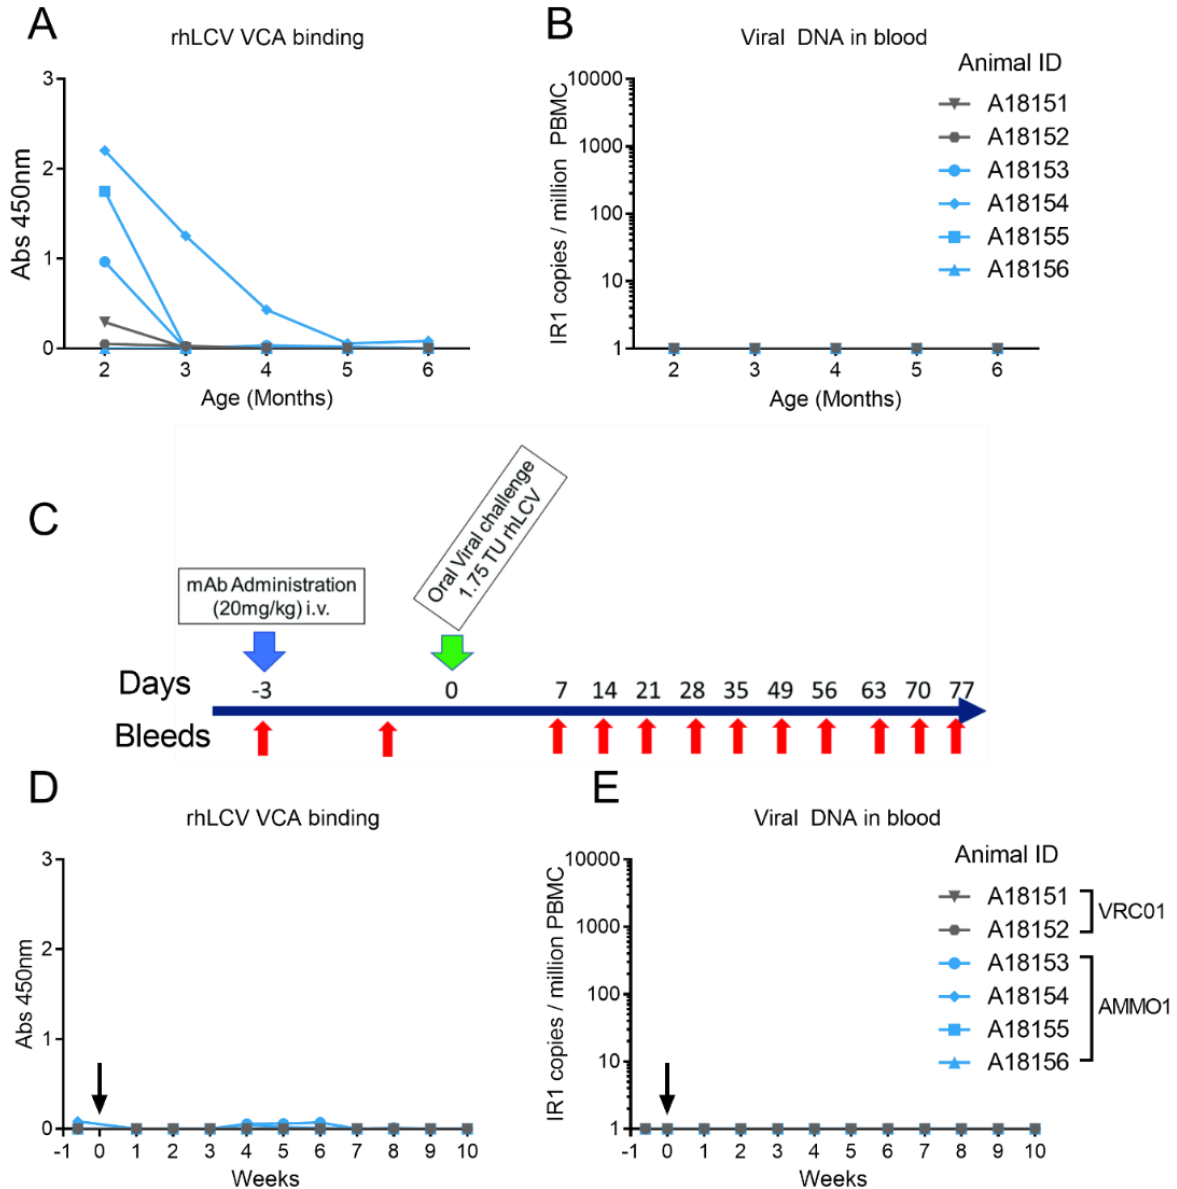 A
rhLCV VCA binding
3
2
1
0
Abs 450nm
2 3 4 5 6
Age (Months)
B
Viral DNA in blood
10000
1000
100
10
1
IR1 copies / million PBMC
2 3 4 5 6
Age (Months)
Animal ID
A18151
A18152
A18153
A18154
A18155
A18156
C
mAb Administration
(20mg/kg) i.v.
Oral Viral challenge
1.75 TU rhLCV
Days -3 0 7 14 21 28 35 49 56 63 70 77
Bleeds
D
rhLCV VCA binding
3
2
1
0
Abs 450nm
-1 0 1 2 3 4 5 6 7 8 9 10
Weeks
E
Viral DNA in blood
10000
1000
100
10
1
IR1 copies / million PBMC
-1 0 1 2 3 4 5 6 7 8 9 10
Weeks
Animal ID
A18151
A18152
VRC01
A18153
A18154
A18155
A18156
AMMO1